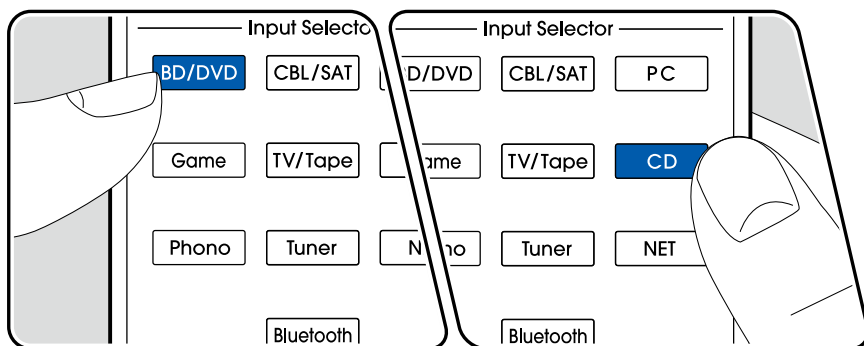 Input Selecto
BD/DVD CBL/SAT
Game TV/Tape
Phono Tuner N
Bluetooth
Input Selector
D/DVD CBL/SAT PC
ame TV/Tape CD
no Tuner NET
Bluetooth